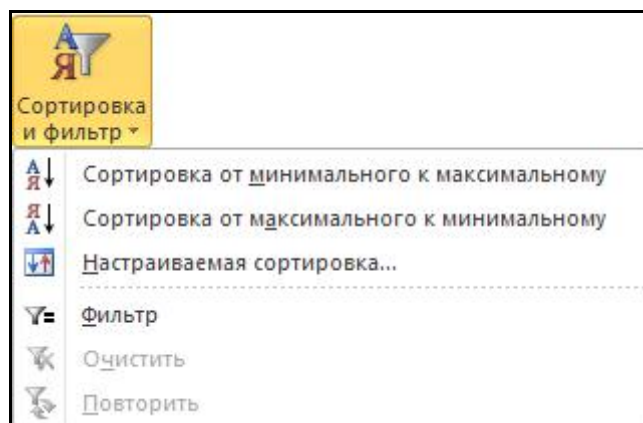 Сортировка
и фильтр
Сортировка от минимального к максимальному
Сортировка от максимального к минимальному
Настраиваемая сортировка...
Фильтр
Очистить
Повторить